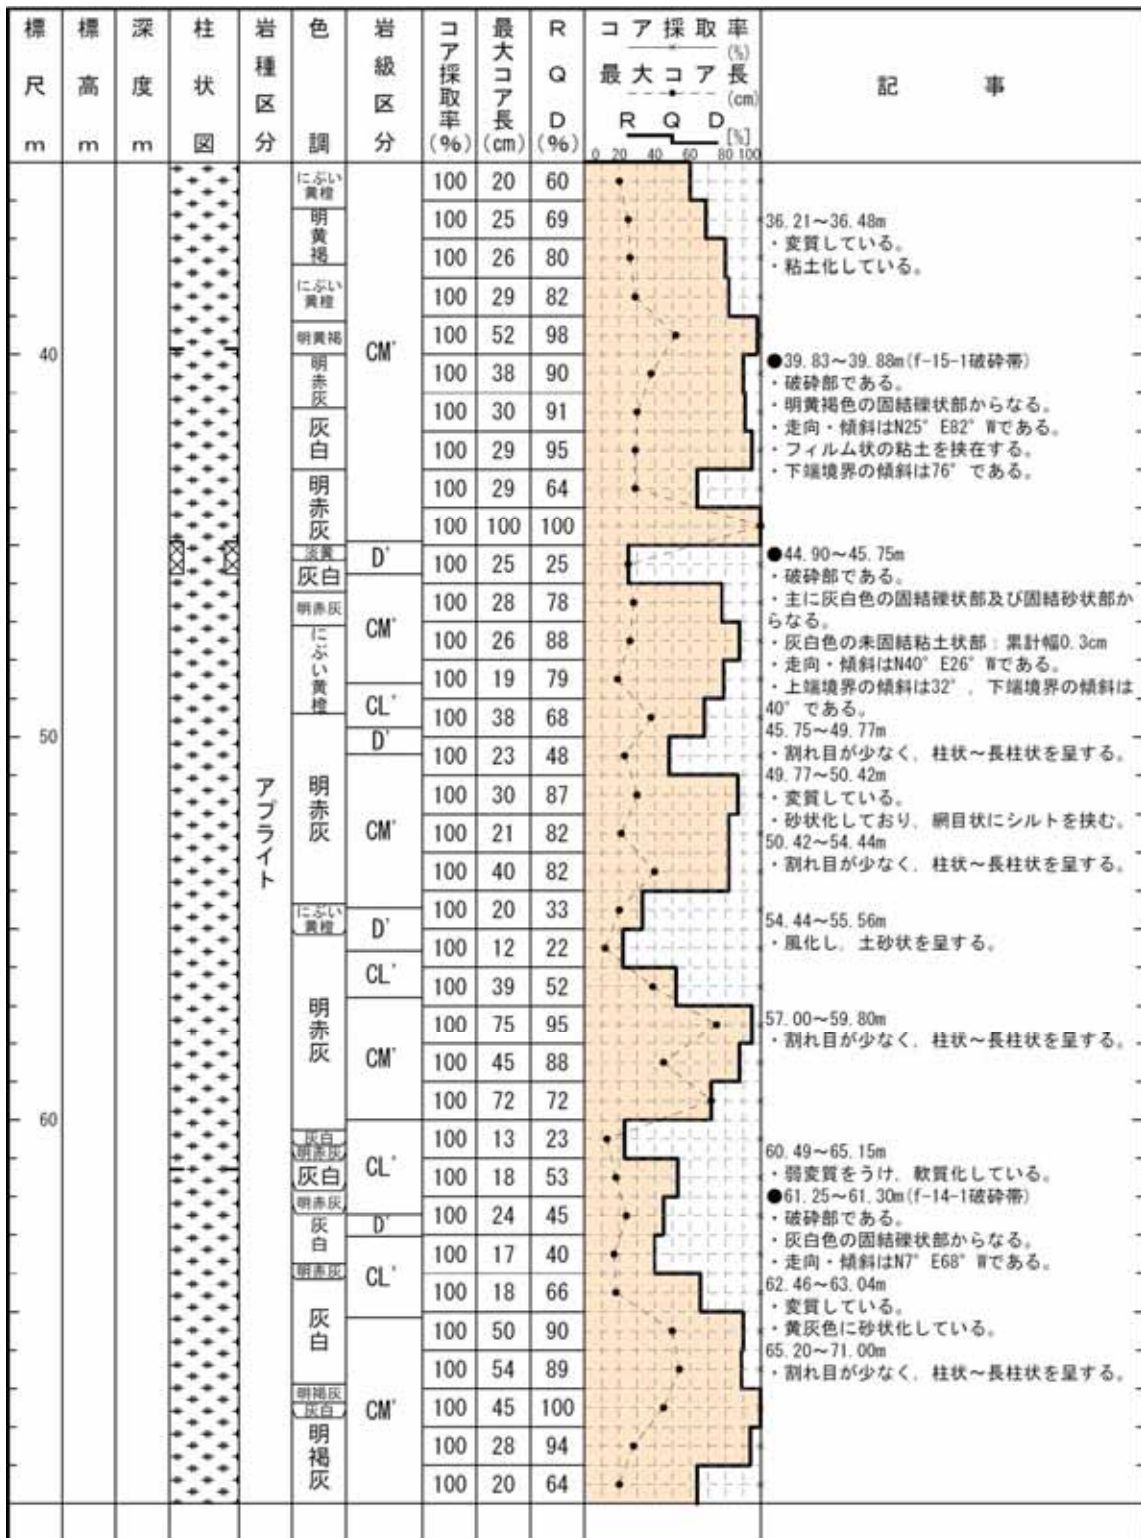 標尺 m
標高 m
深度 m
柱状図
岩種区分
色調
岩級区分
コア採取率(%)
最大コア長(cm)
RQD(%)
コア採取率(%)
最大コア長(cm)
RQD[%]
0 20 40 60 80 100
記事
40
50
60
アプライト
にぶい黄橙
明黄褐
にぶい黄橙
明黄褐
明赤灰
灰白
明赤灰
淡黄
灰白
明赤灰
にぶい黄橙
明赤灰
にぶい黄橙
明赤灰
灰白
明赤灰
灰白
明赤灰
灰白
明赤灰
灰白
明褐灰
灰白
明褐灰
CM'
D'
CM'
CL'
D'
CM'
D'
CL'
CM'
CL'
D'
CL'
CM'
100 20 60
100 25 69
100 26 80
100 29 82
100 52 98
100 38 90
100 30 91
100 29 95
100 29 64
100 100 100
100 25 25
100 28 78
100 26 88
100 19 79
100 38 68
100 23 48
100 30 87
100 21 82
100 40 82
100 20 33
100 12 22
100 39 52
100 75 95
100 45 88
100 72 72
100 13 23
100 18 53
100 24 45
100 17 40
100 18 66
100 50 90
100 54 89
100 45 100
100 28 94
100 20 64
36.21～36.48m
・変質している。
・粘土化している。
●39.83～39.88m(f-15-1破砕帯)
・破砕部である。
・明黄褐色の固結礫状部からなる。
・走向・傾斜はN25°E82°Wである。
・フィルム状の粘土を挟在する。
・下端境界の傾斜は76°である。
●44.90～45.75m
・破砕部である。
・主に灰白色の固結礫状部及び固結砂状部か
らなる。
・灰白色の未固結粘土状部：累計幅0.3cm
・走向・傾斜はN40°E26°Wである。
・上端境界の傾斜は32°，下端境界の傾斜は
40°である。
45.75～49.77m
・割れ目が少なく，柱状～長柱状を呈する。
49.77～50.42m
・変質している。
・砂状化しており，網目状にシルトを挟む。
50.42～54.44m
・割れ目が少なく，柱状～長柱状を呈する。
54.44～55.56m
・風化し，土砂状を呈する。
57.00～59.80m
・割れ目が少なく，柱状～長柱状を呈する。
60.49～65.15m
・弱変質をうけ，軟質化している。
●61.25～61.30m(f-14-1破砕帯)
・破砕部である。
・灰白色の固結礫状部からなる。
・走向・傾斜はN7°E68°Wである。
62.46～63.04m
・変質している。
・黄灰色に砂状化している。
65.20～71.00m
・割れ目が少なく，柱状～長柱状を呈する。